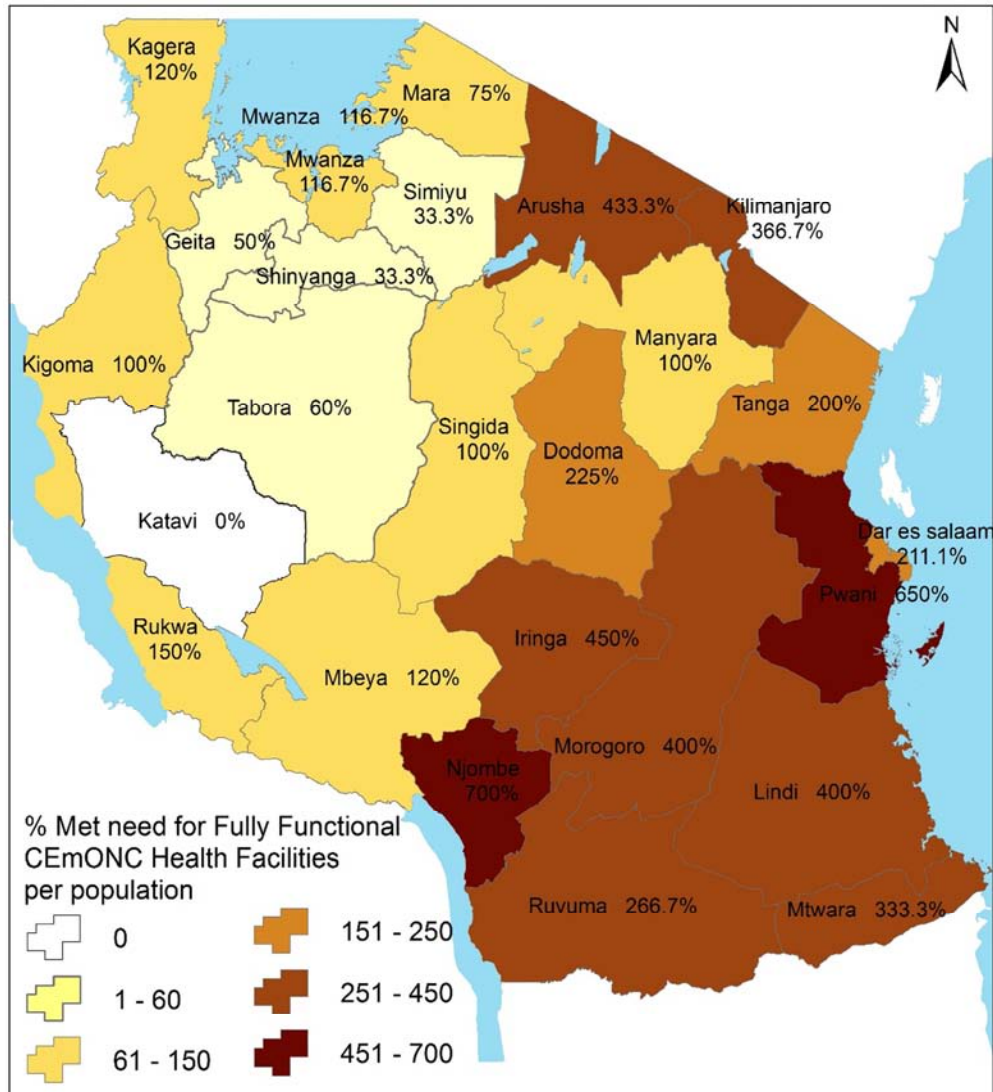 N
Kagera
120%
Mara 75%
Mwanza 116.7%
Mwanza
116.7%
Simiyu
33.3%
Arusha 433.3%
Kilimanjaro
366.7%
Geita 50%
Shinyanga 33.3%
Kigoma 100%
Manyara
100%
Tabora 60%
Singida
100%
Tanga 200%
Dodoma
225%
Katavi 0%
Dar es salaam
211.1%
Pwani 650%
Rukwa
150%
Iringa 450%
Mbeya 120%
Morogoro 400%
Njombe
700%
Lindi 400%
Ruvuma 266.7%
Mtwara 333.3%
% Met need for Fully Functional
CEmONC Health Facilities
per population
0
1 - 60
61 - 150
151 - 250
251 - 450
451 - 700